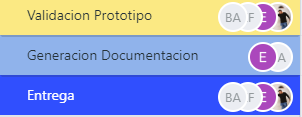 Validacion Prototipo BA F E
Generacion Documentacion E A
Entrega BA F E